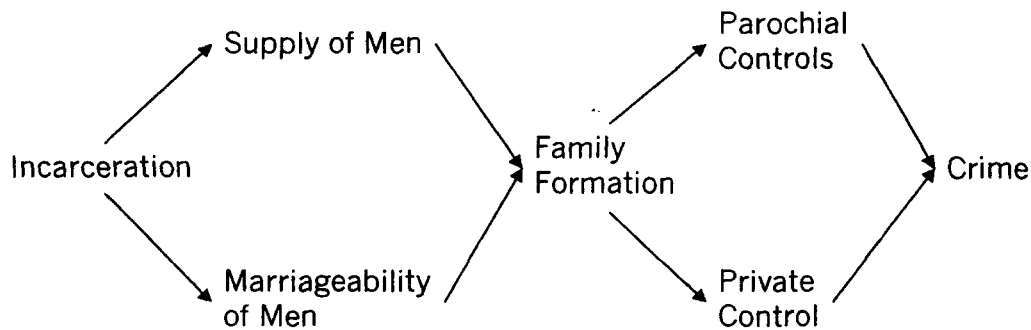 Supply of Men
Parochial
Controls
Incarceration
Family
Formation
Crime
Marriageability
of Men
Private
Control